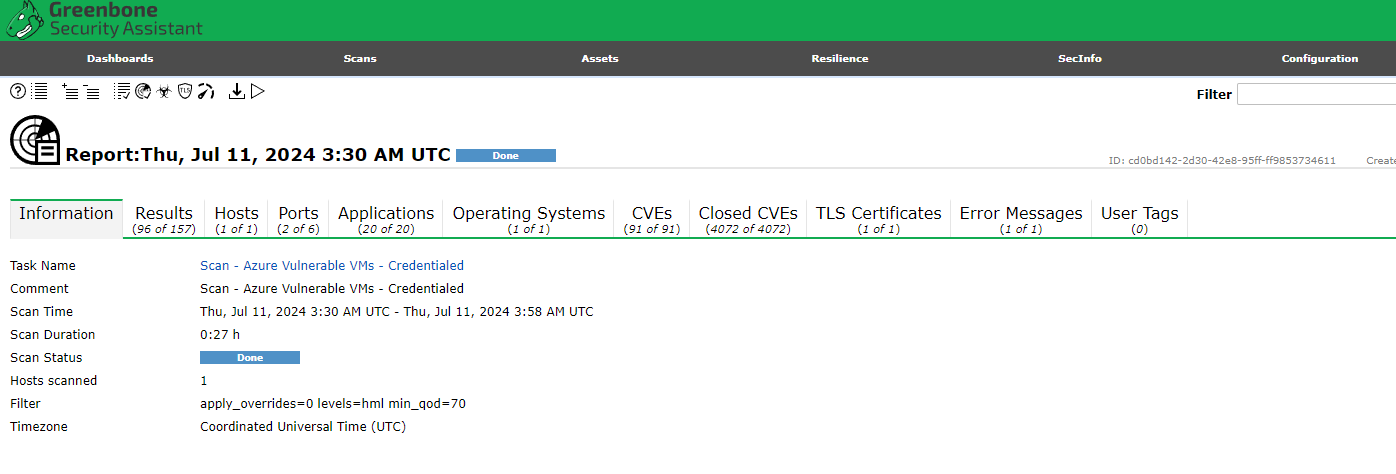 Greenbone
Security Assistant
Dashboards Scans Assets Resilience SecInfo Configuration
Filter
Report:Thu, Jul 11, 2024 3:30 AM UTC Done
ID: cd0bd142-2d30-42e8-95ff-ff9853734611 Create
Information Results Hosts Ports Applications Operating Systems CVEs Closed CVEs TLS Certificates Error Messages User Tags
(96 of 157) (1 of 1) (2 of 6) (20 of 20) (1 of 1) (91 of 91) (4072 of 4072) (1 of 1) (1 of 1) (0)
Task Name Scan - Azure Vulnerable VMs - Credentialed
Comment Scan - Azure Vulnerable VMs - Credentialed
Scan Time Thu, Jul 11, 2024 3:30 AM UTC - Thu, Jul 11, 2024 3:58 AM UTC
Scan Duration 0:27 h
Scan Status Done
Hosts scanned 1
Filter apply_overrides=0 levels=hml min_qod=70
Timezone Coordinated Universal Time (UTC)